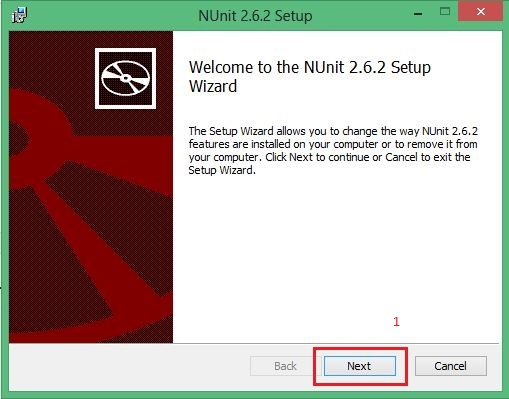 NUnit 2.6.2 Setup
Welcome to the NUnit 2.6.2 Setup
Wizard
The Setup Wizard allows you to change the way NUnit 2.6.2
features are installed on your computer or to remove it from
your computer. Click Next to continue or Cancel to exit the
Setup Wizard.
1
Back Next Cancel